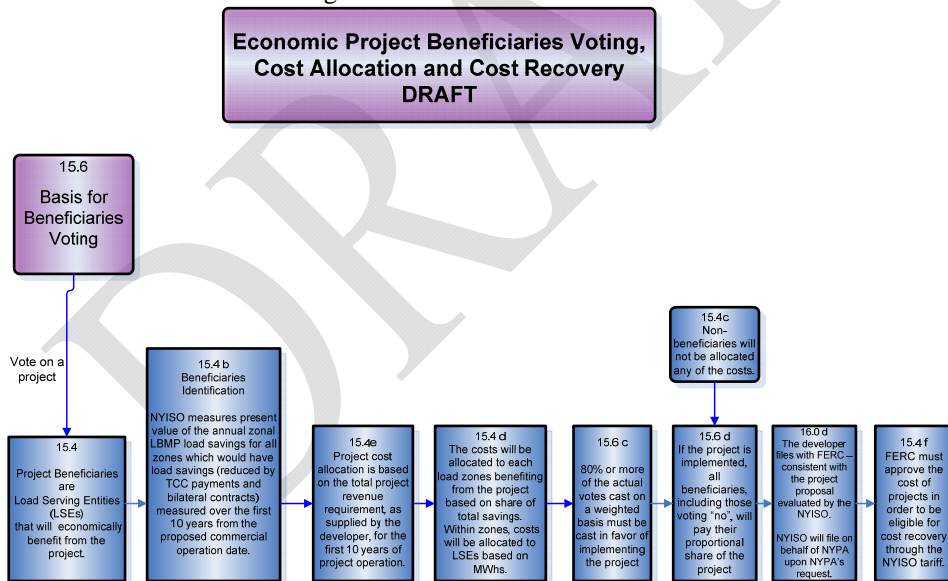 Economic Project Beneficiaries Voting,
Cost Allocation and Cost Recovery
DRAFT
15.6
Basis for
Beneficiaries
Voting
Vote on a
project
15.4
Project Beneficiaries
are
Load Serving Entities
(LSEs)
that will economically
benefit from the
project.
15.4 b
Beneficiaries
Identification
NYISO measures present
value of the annual zonal
LBMP load savings for all
zones which would have
load savings (reduced by
TCC payments and
bilateral contracts)
measured over the first
10 years from the
proposed commercial
operation date.
15.4e
Project cost
allocation is based
on the total project
revenue
requirement, as
supplied by the
developer, for the
first 10 years of
project operation.
15.4 d
The costs will be
allocated to each
load zones benefiting
from the project
based on share of
total savings.
Within zones, costs
will be allocated to
LSEs based on
MWhs.
15.6 c
80% or more
of the actual
votes cast on
a weighted
basis must be
cast in favor of
implementing
the project
15.4c
Non-
beneficiaries will
not be allocated
any of the costs.
15.6 d
If the project is
implemented,
all
beneficiaries,
including those
voting “no”, will
pay their
proportional
share of the
project
16.0 d
The developer
files with FERC—
consistent with
the project
proposal
evaluated by the
NYISO.
NYISO will file on
behalf of NYPA
upon NYPA's
request.
15.4 f
FERC must
approve the
cost of
projects in
order to be
eligible for
cost recovery
through the
NYISO tariff.
DRAFT